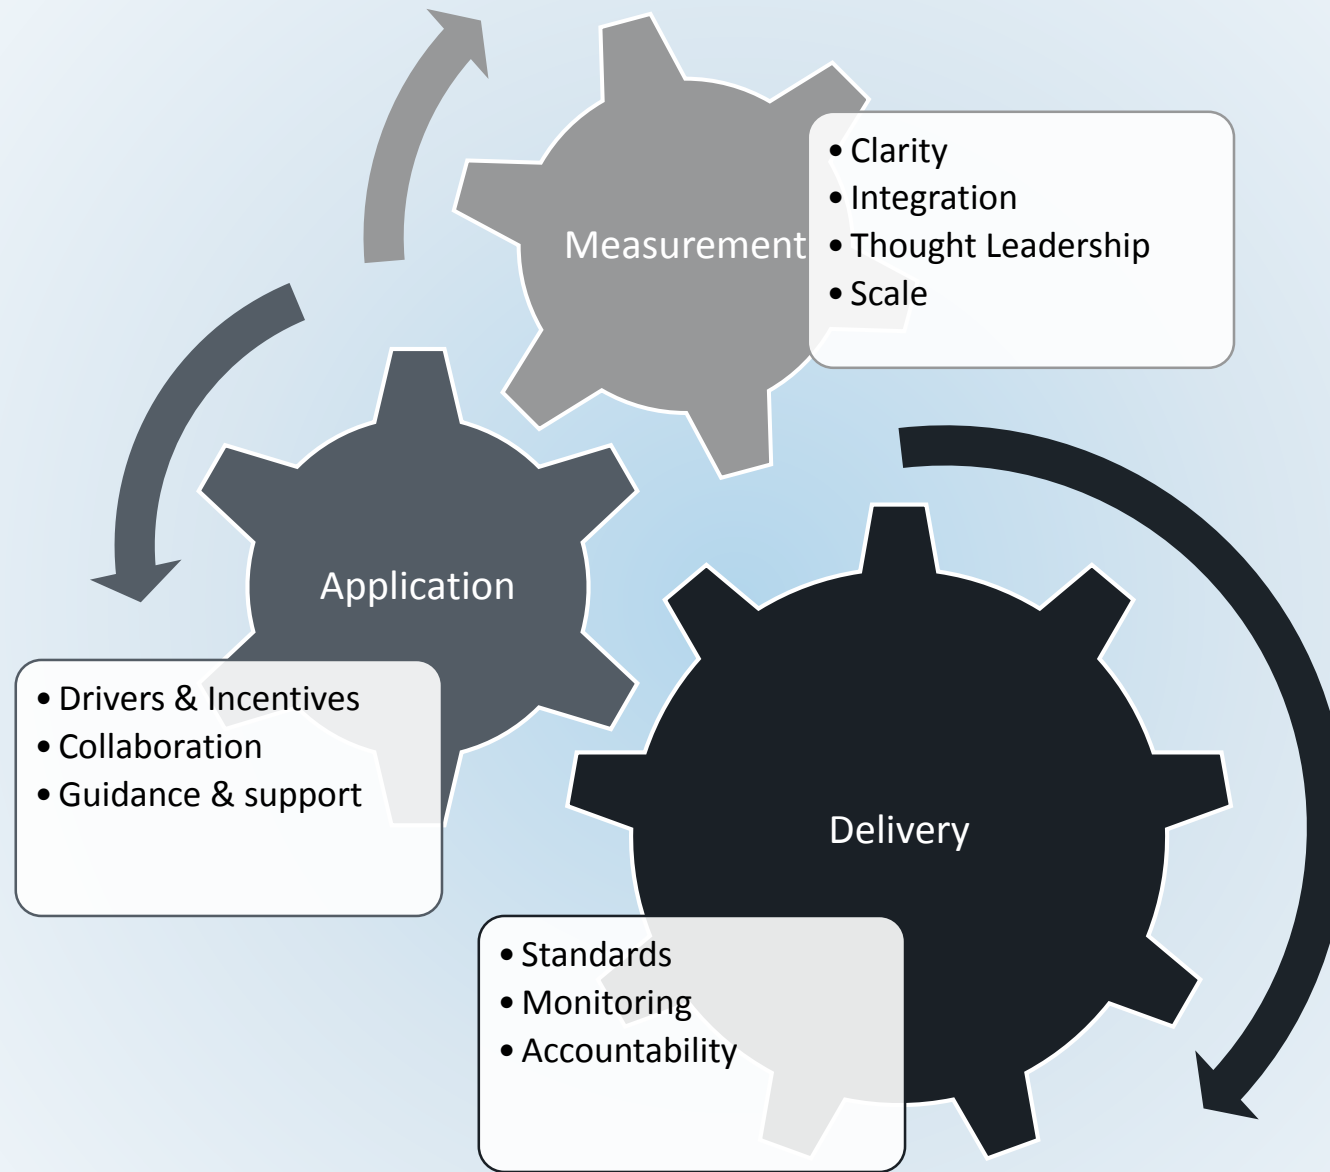 Measurement
• Clarity
• Integration
• Thought Leadership
• Scale
Application
• Drivers & Incentives
• Collaboration
• Guidance & support
Delivery
• Standards
• Monitoring
• Accountability